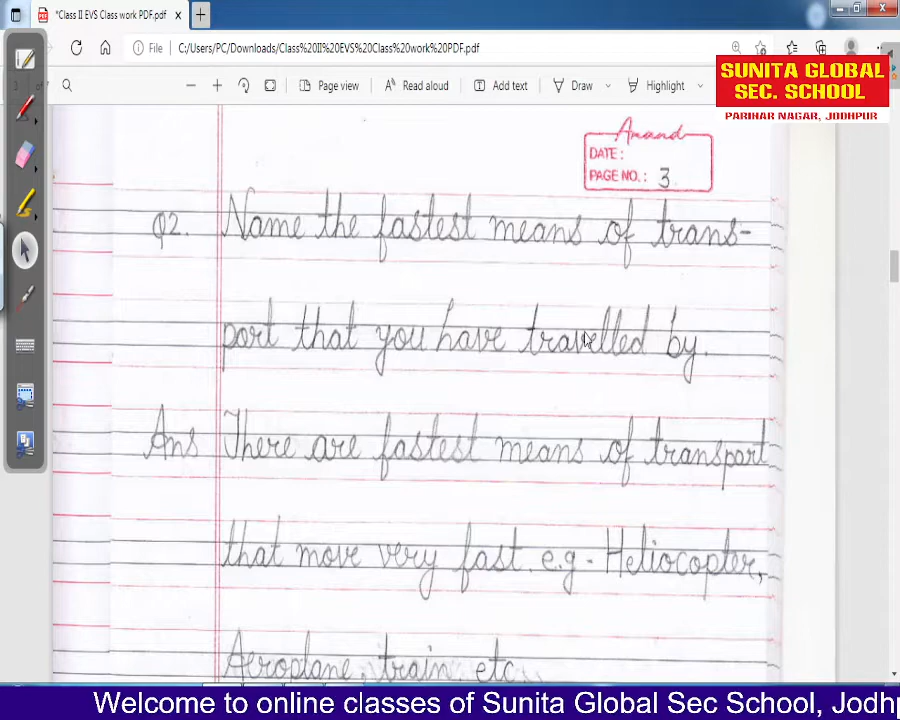 *Class II EVS Class work PDF.pdf
File C:/Users/PC/Downloads/Class%20II%20EVS%20Class%20work%20PDF.pdf
Page view Read aloud Add text Draw Highlight
SUNITA GLOBAL
SEC. SCHOOL
PARIHAR NAGAR, JODHPUR
Anand
DATE:
PAGE NO.: 3
Q2. Name the fastest means of trans-
port that you have travelled by.
Ans There are fastest means of transport
that move very fast. e.g - Heliocopter,
Aeroplane, train etc.
Welcome to online classes of Sunita Global Sec School, Jodhp